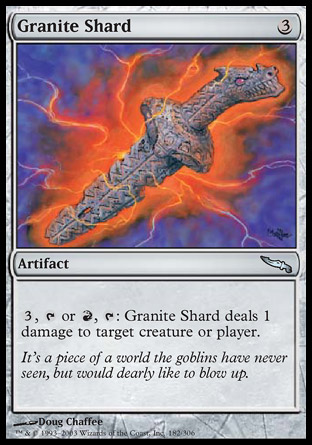 Granite Shard 3
Artifact
3, or , : Granite Shard deals 1
damage to target creature or player.
It's a piece of a world the goblins have never
seen, but would dearly like to blow up.
Doug Chaffee
™ & © 1993–2003 Wizards of the Coast, Inc. 182/306